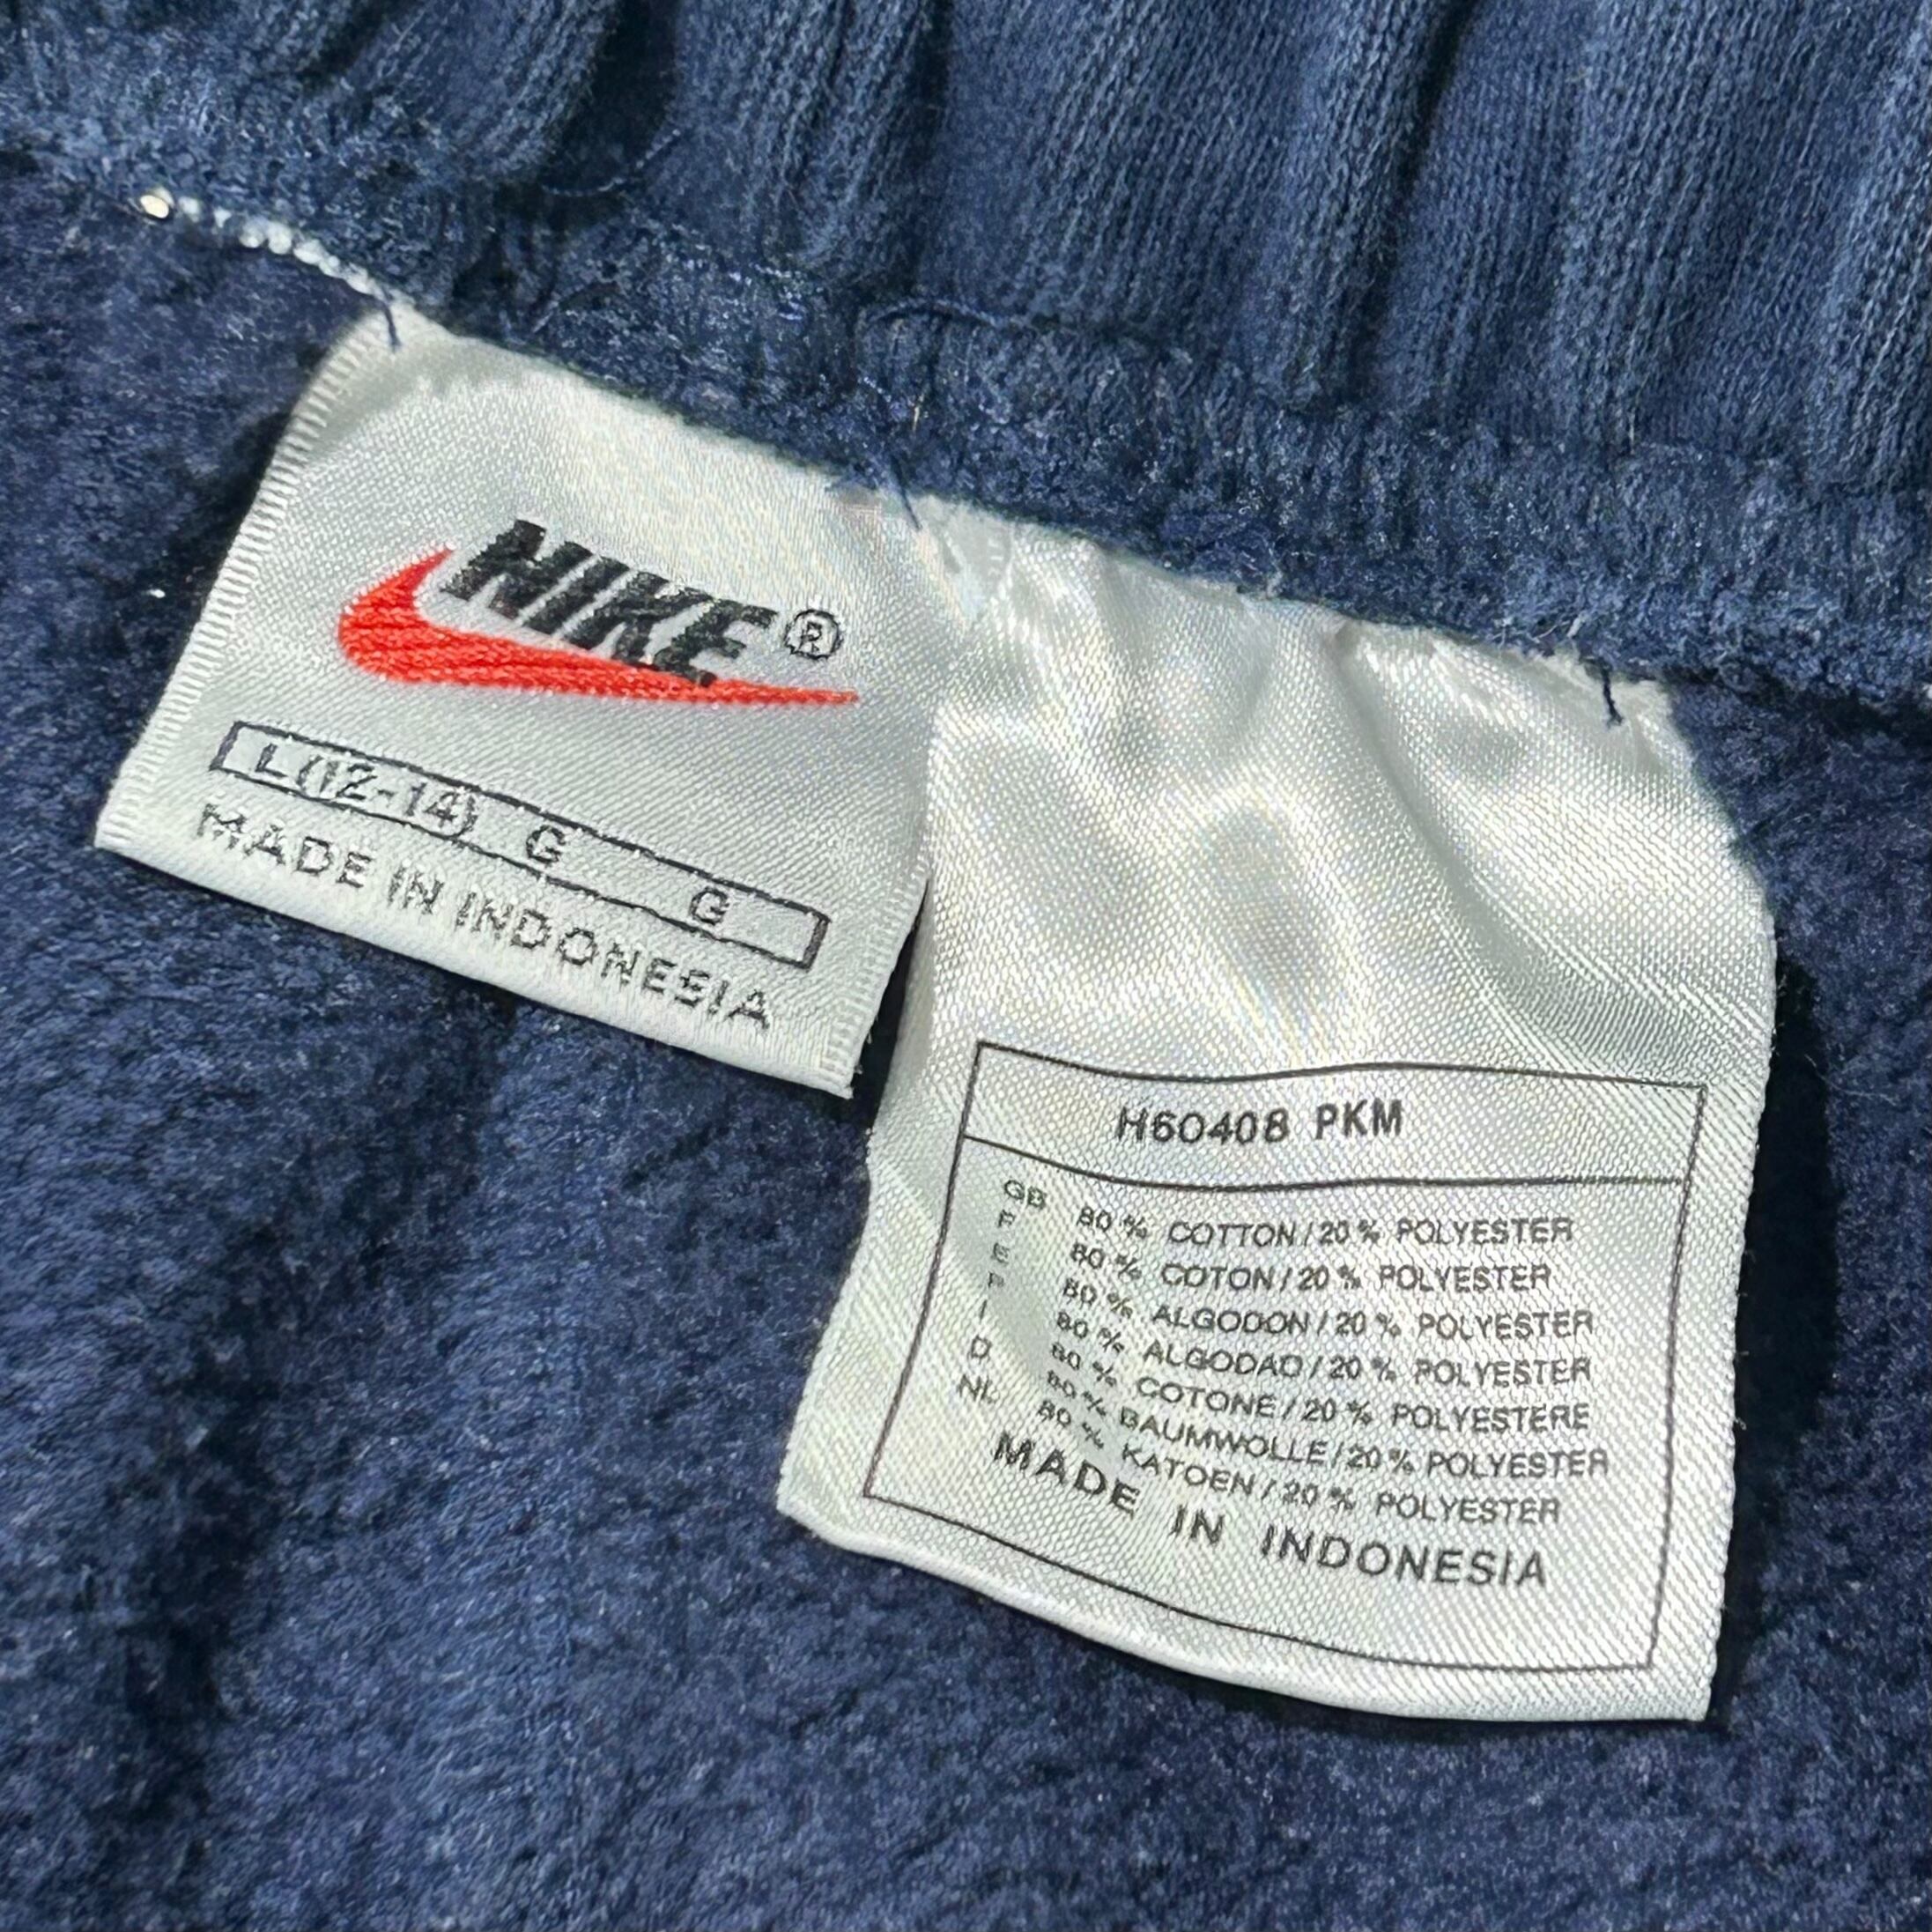 NIKE®
L(12-14) G G
MADE IN INDONESIA
H60408 PKM
GB 80% COTTON/20% POLYESTER
F 80% COTON/20% POLYESTER
E 80% ALGODON/20% POLYESTER
P 80% ALGODAO/20% POLYESTER
I 80% COTONE/20% POLYESTERE
D 80% BAUMWOLLE/20% POLYESTER
NL 80% KATOEN/20% POLYESTER
MADE IN INDONESIA